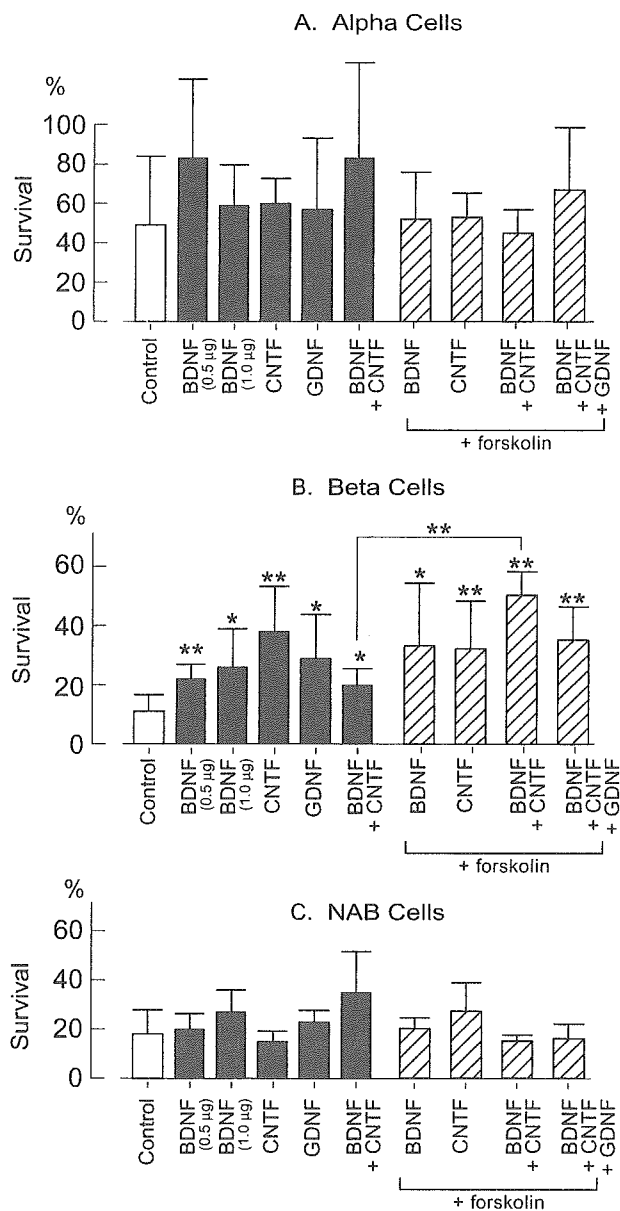 A. Alpha Cells
%
100
80
60
40
20
0
Survival
Control
BDNF
(0.5 µg)
BDNF
(1.0 µg)
CNTF
GDNF
BDNF
+ CNTF
BDNF
CNTF
BDNF
+ CNTF
BDNF
+ CNTF
+ GDNF
+ forskolin
B. Beta Cells
%
60
40
20
0
Survival
**
*
**
*
*
**
*
**
**
**
Control
BDNF
(0.5 µg)
BDNF
(1.0 µg)
CNTF
GDNF
BDNF
+ CNTF
BDNF
CNTF
BDNF
+ CNTF
BDNF
+ CNTF
+ GDNF
+ forskolin
C. NAB Cells
%
60
40
20
0
Survival
Control
BDNF
(0.5 µg)
BDNF
(1.0 µg)
CNTF
GDNF
BDNF
+ CNTF
BDNF
CNTF
BDNF
+ CNTF
BDNF
+ CNTF
+ GDNF
+ forskolin